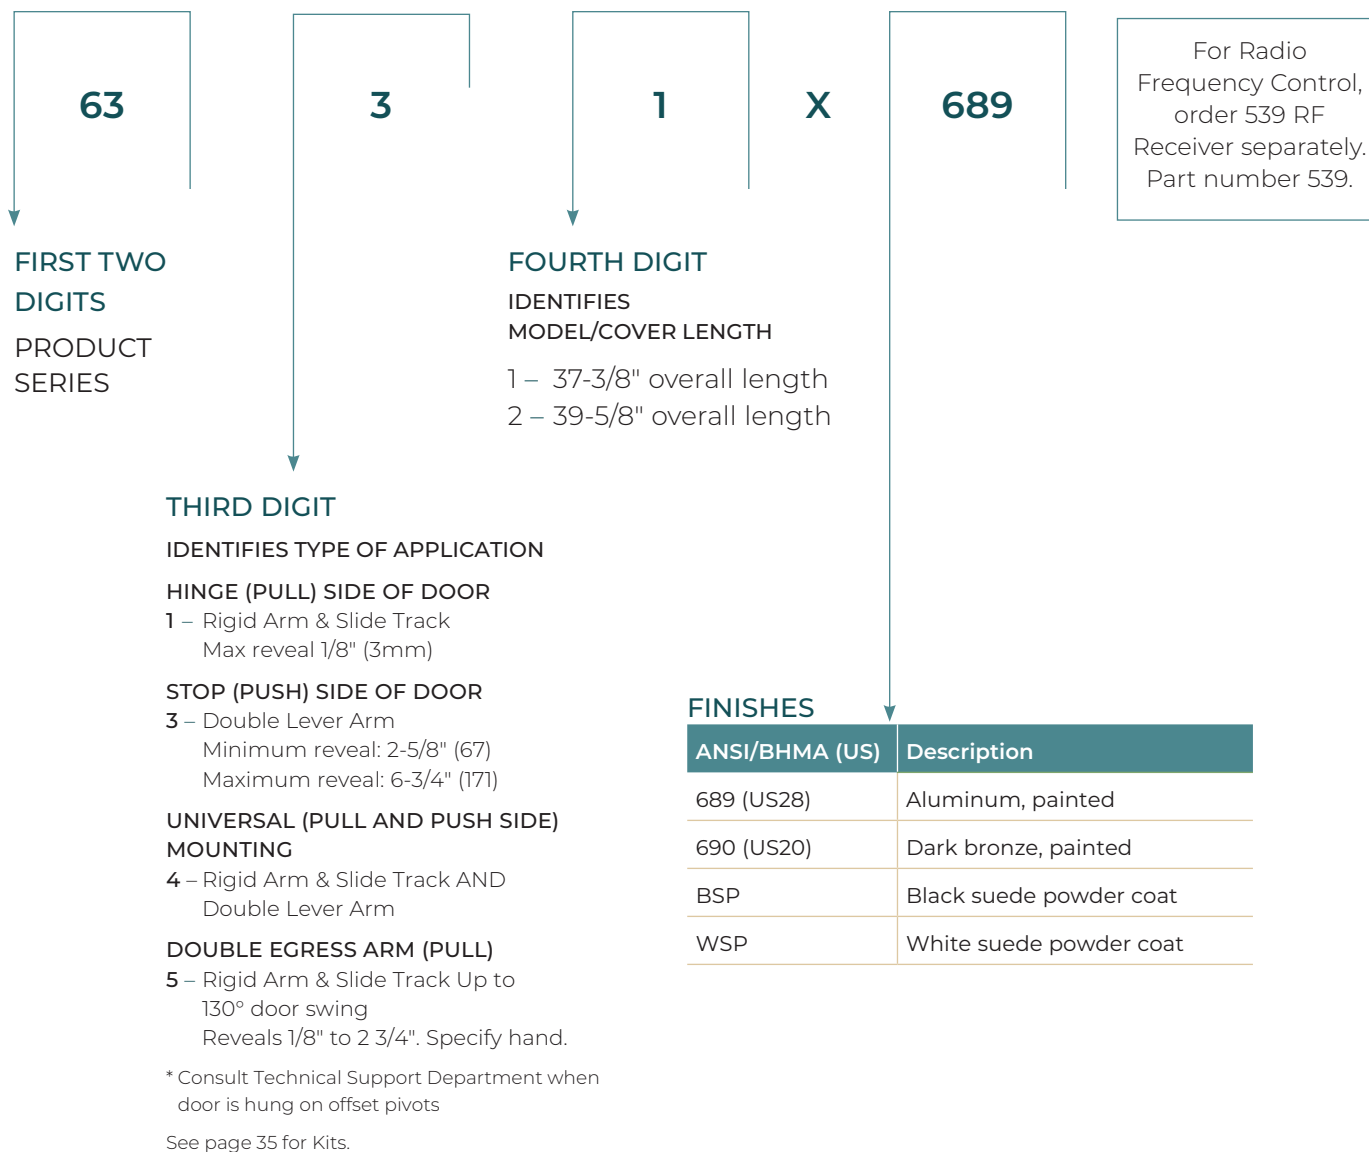 63 3 1 X 689
For Radio
Frequency Control,
order 539 RF
Receiver separately.
Part number 539.
FIRST TWO
DIGITS
PRODUCT
SERIES
FOURTH DIGIT
IDENTIFIES
MODEL/COVER LENGTH
1 – 37-3/8" overall length
2 – 39-5/8" overall length
THIRD DIGIT
IDENTIFIES TYPE OF APPLICATION
HINGE (PULL) SIDE OF DOOR
1 – Rigid Arm & Slide Track
Max reveal 1/8" (3mm)
STOP (PUSH) SIDE OF DOOR
3 – Double Lever Arm
Minimum reveal: 2-5/8" (67)
Maximum reveal: 6-3/4" (171)
UNIVERSAL (PULL AND PUSH SIDE)
MOUNTING
4 – Rigid Arm & Slide Track AND
Double Lever Arm
DOUBLE EGRESS ARM (PULL)
5 – Rigid Arm & Slide Track Up to
130° door swing
Reveals 1/8" to 2 3/4". Specify hand.
* Consult Technical Support Department when
door is hung on offset pivots
See page 35 for Kits.
FINISHES
ANSI/BHMA (US) Description
689 (US28) Aluminum, painted
690 (US20) Dark bronze, painted
BSP Black suede powder coat
WSP White suede powder coat